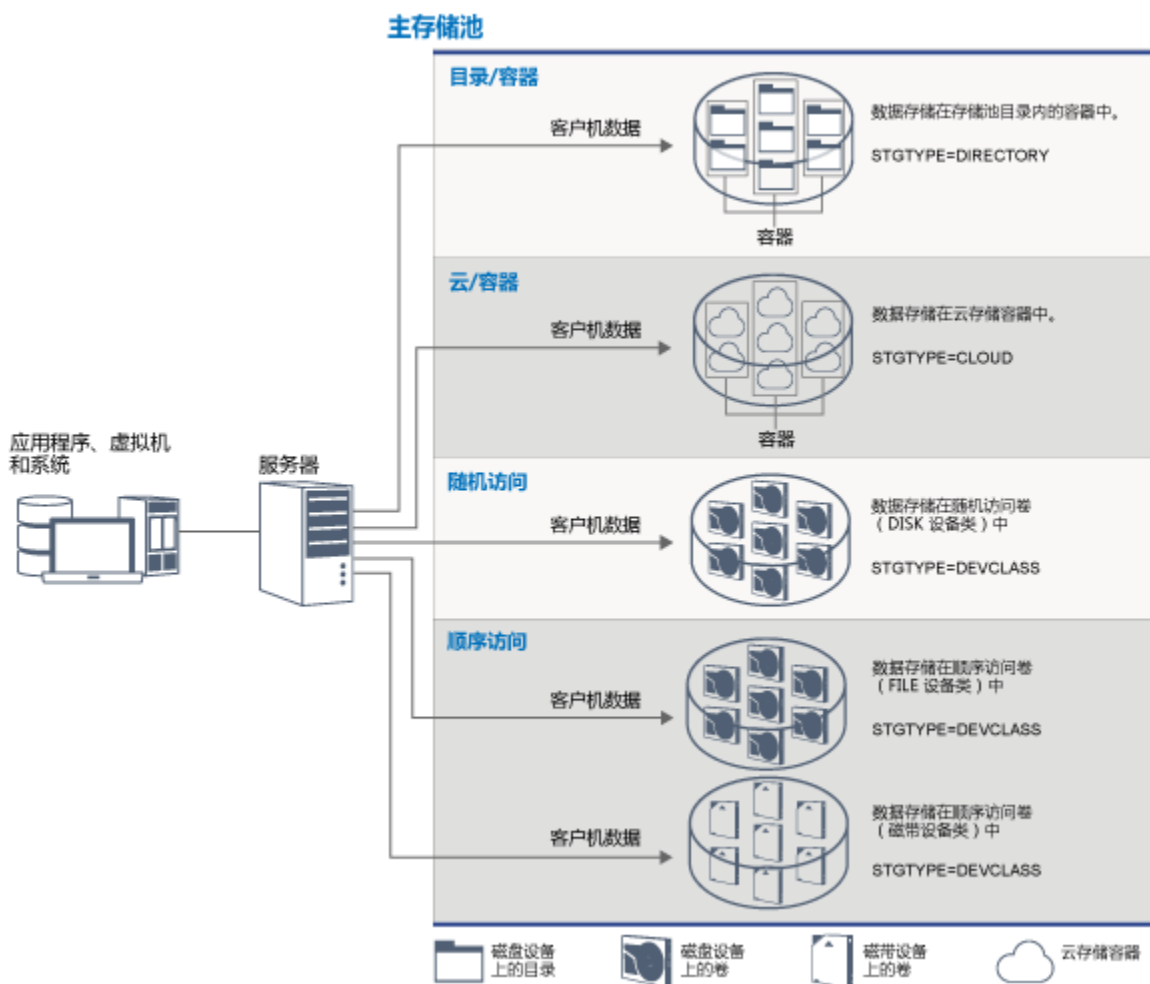 主存储池
目录/容器
客户机数据
数据存储在存储池目录内的容器中。
STGTYPE=DIRECTORY
容器
云/容器
客户机数据
数据存储在云存储容器中。
STGTYPE=CLOUD
容器
应用程序、虚拟机
和系统
服务器
随机访问
客户机数据
数据存储在随机访问卷
（DISK 设备类）中
STGTYPE=DEVCLASS
顺序访问
客户机数据
数据存储在顺序访问卷
（FILE 设备类）中
STGTYPE=DEVCLASS
客户机数据
数据存储在顺序访问卷
（磁带设备类）中
STGTYPE=DEVCLASS
磁盘设备
上的目录
磁盘设备
上的卷
磁带设备
上的卷
云存储容器